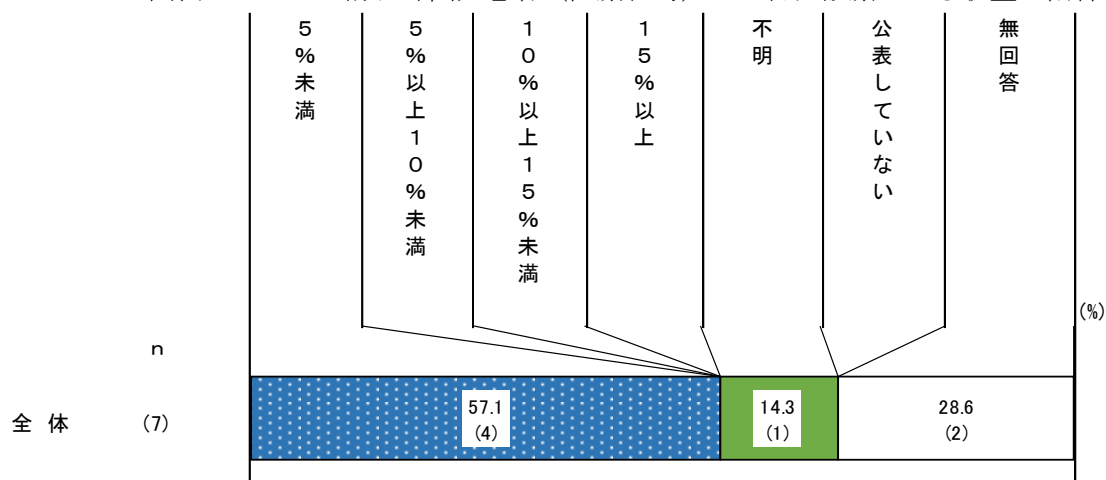 5%未満
5%以上10%未満
10%以上15%未満
15%以上
不明
公表していない
無回答
(%)
n
全 体 (7)
57.1
(4)
14.3
(1)
28.6
(2)